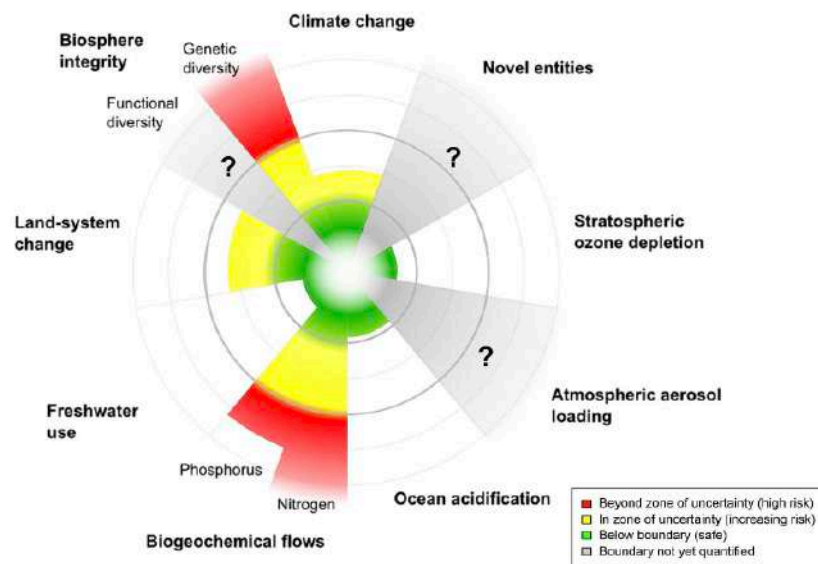 Climate change
Biosphere
integrity
Genetic
diversity
Novel entities
Functional
diversity
?
?
Land-system
change
Stratospheric
ozone depletion
?
Atmospheric aerosol
loading
Freshwater
use
Phosphorus
Nitrogen
Ocean acidification
Biogeochemical flows
Beyond zone of uncertainty (high risk)
In zone of uncertainty (increasing risk)
Below boundary (safe)
Boundary not yet quantified